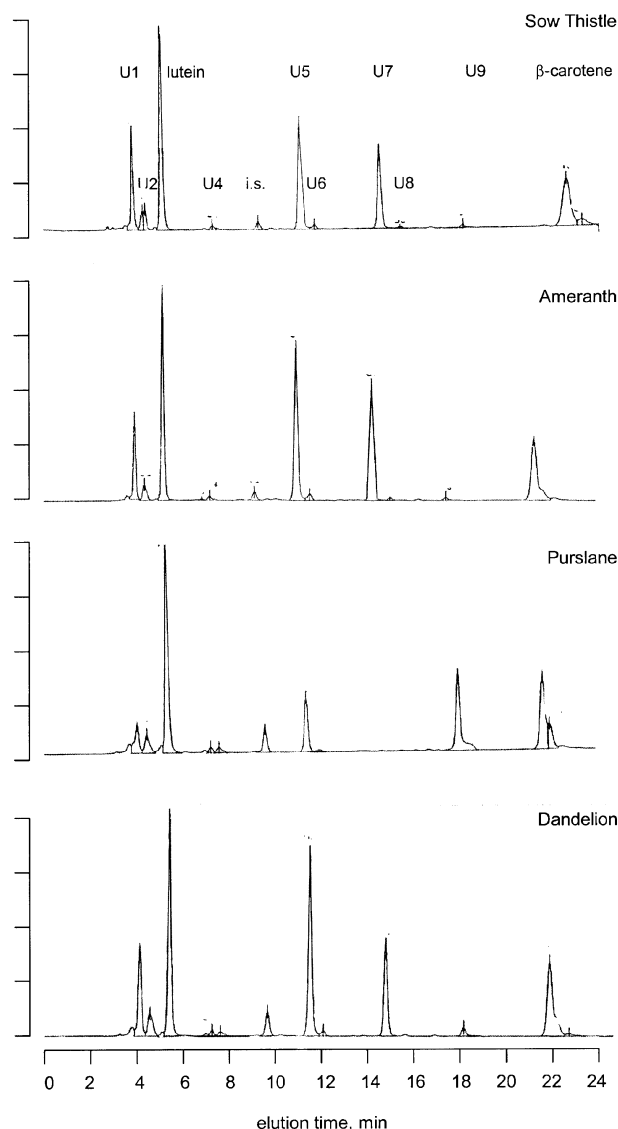 Sow Thistle
U1 lutein U5 U7 U9 β-carotene
U2 U4 i.s. U6 U8
Ameranth
Purslane
Dandelion
0 2 4 6 8 10 12 14 16 18 20 22 24
elution time, min